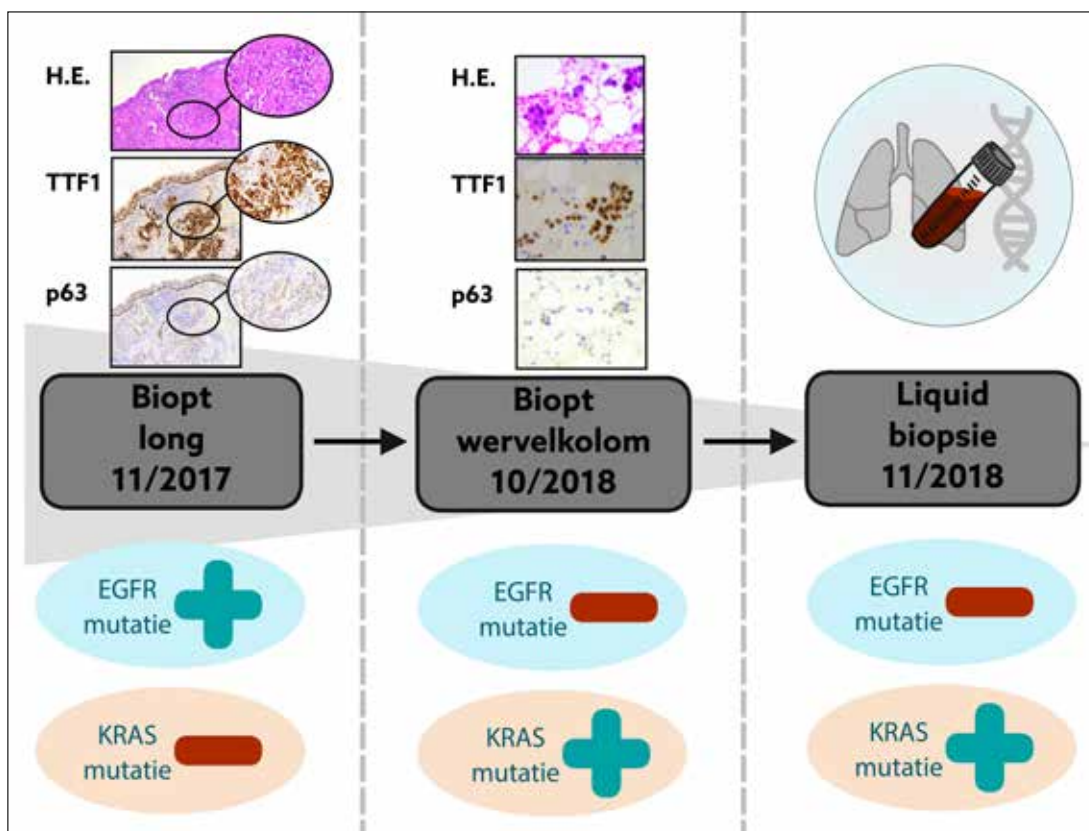 H.E.
TTF1
p63
Biopt
long
11/2017
EGFR
mutatie
KRAS
mutatie
H.E.
TTF1
p63
Biopt
wervelkolom
10/2018
EGFR
mutatie
KRAS
mutatie
Liquid
biopsie
11/2018
EGFR
mutatie
KRAS
mutatie